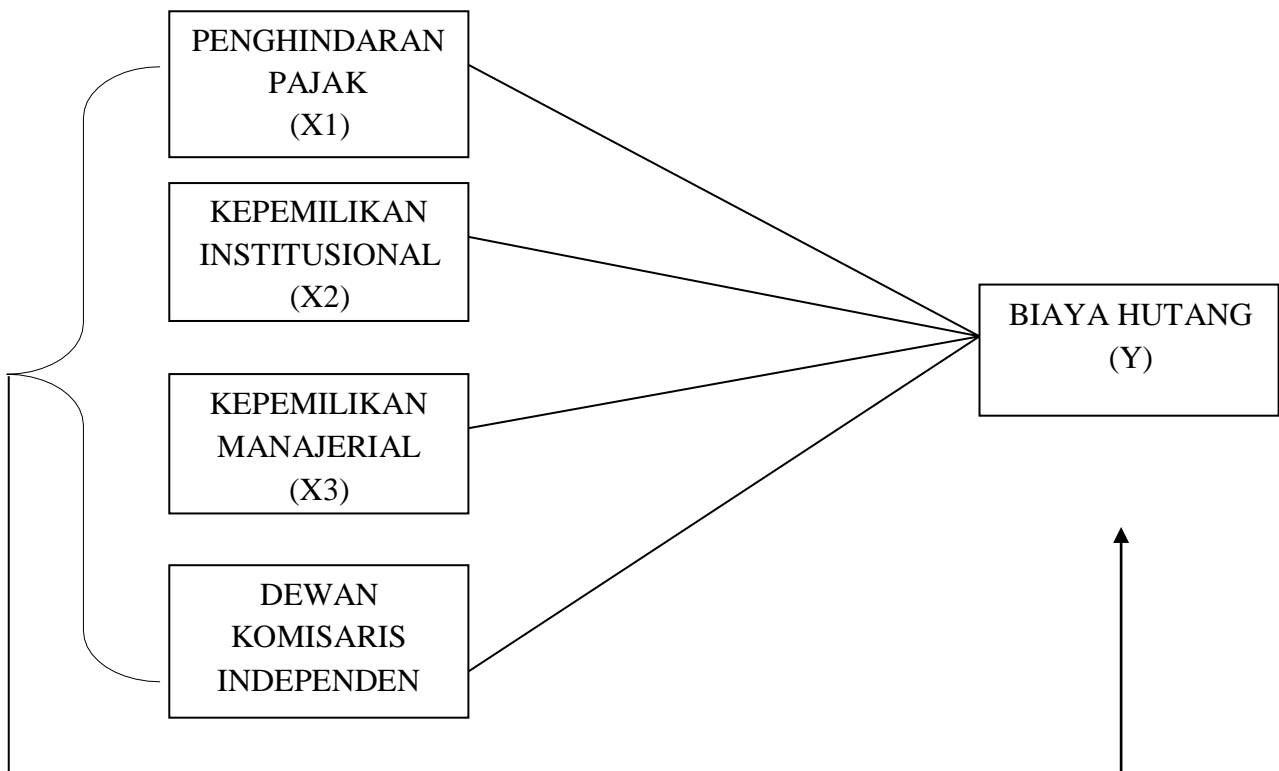 PENGHINDARAN
PAJAK
(X1)
KEPEMILIKAN
INSTITUSIONAL
(X2)
KEPEMILIKAN
MANAJERIAL
(X3)
DEWAN
KOMISARIS
INDEPENDEN
BIAYA HUTANG
(Y)